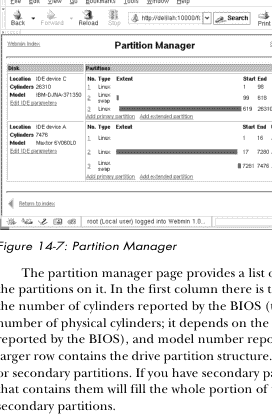 File Edit View Go Bookmarks Tools Window Help
Back Forward Reload Stop http://delilah:10000/f Search Print
Webmin Index
Partition Manager
Disk Partitions
Location IDE device C
Cylinders 26310
Model IBM-DJNA-371350
Edit IDE parameters
No. Type Extent Start End
1 Linux 1 98
2 Linux swap 99 618
3 Linux 619 26310
Add primary partition Add extended partition
Location IDE device A
Cylinders 7476
Model Maxtor 6V060L0
Edit IDE parameters
No. Type Extent Start End
1 Linux 1 16
2 Linux 17 7260
3 Linux swap 7261 7476
Add primary partition Add extended partition
Return to index
root (Local user) logged into Webmin 1.0...
Figure 14-7: Partition Manager
The partition manager page provides a list o
the partitions on it. In the first column there is t
the number of cylinders reported by the BIOS (
number of physical cylinders; it depends on the
reported by the BIOS), and model number repo
larger row contains the drive partition structure.
or secondary partitions. If you have secondary pa
that contains them will fill the whole portion of
secondary partitions.